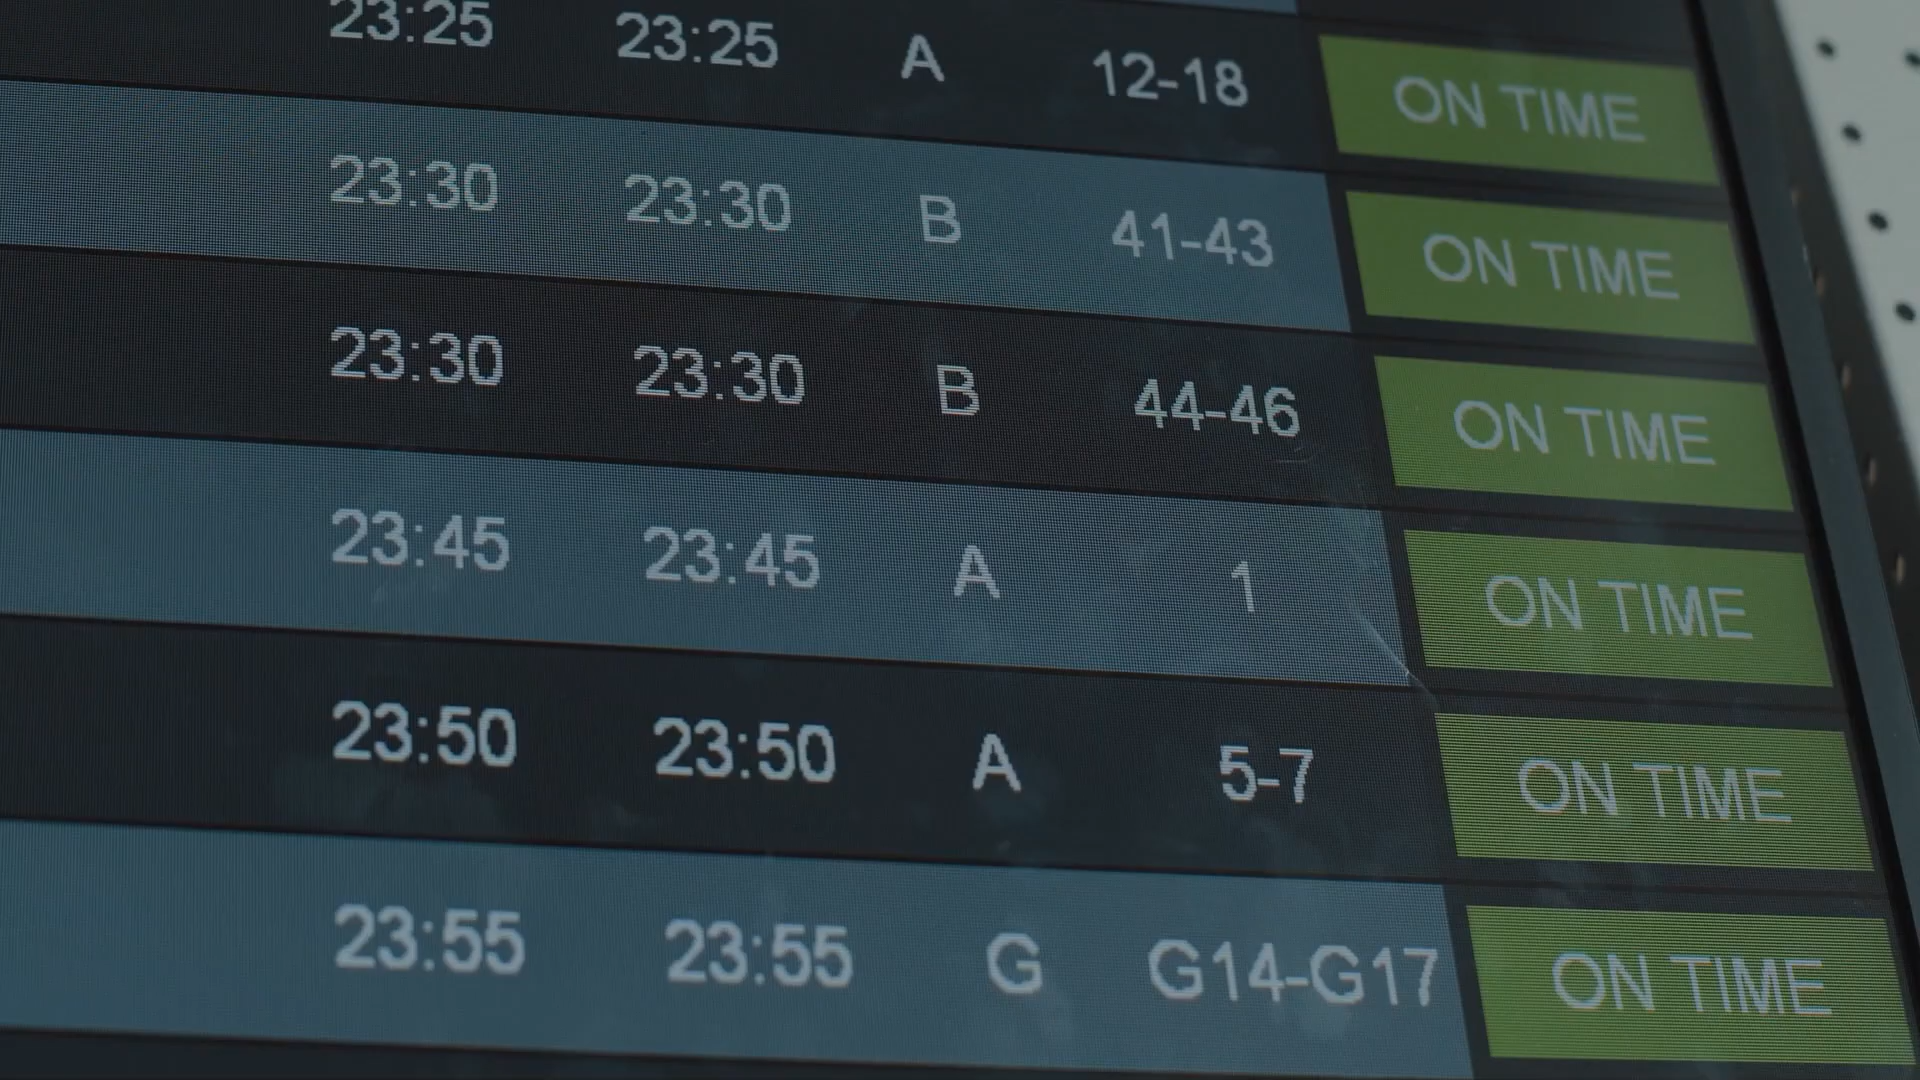 23:25 23:25 A 12-18 ON TIME
23:30 23:30 B 41-43 ON TIME
23:30 23:30 B 44-46 ON TIME
23:45 23:45 A 1 ON TIME
23:50 23:50 A 5-7 ON TIME
23:55 23:55 G G14-G17 ON TIME